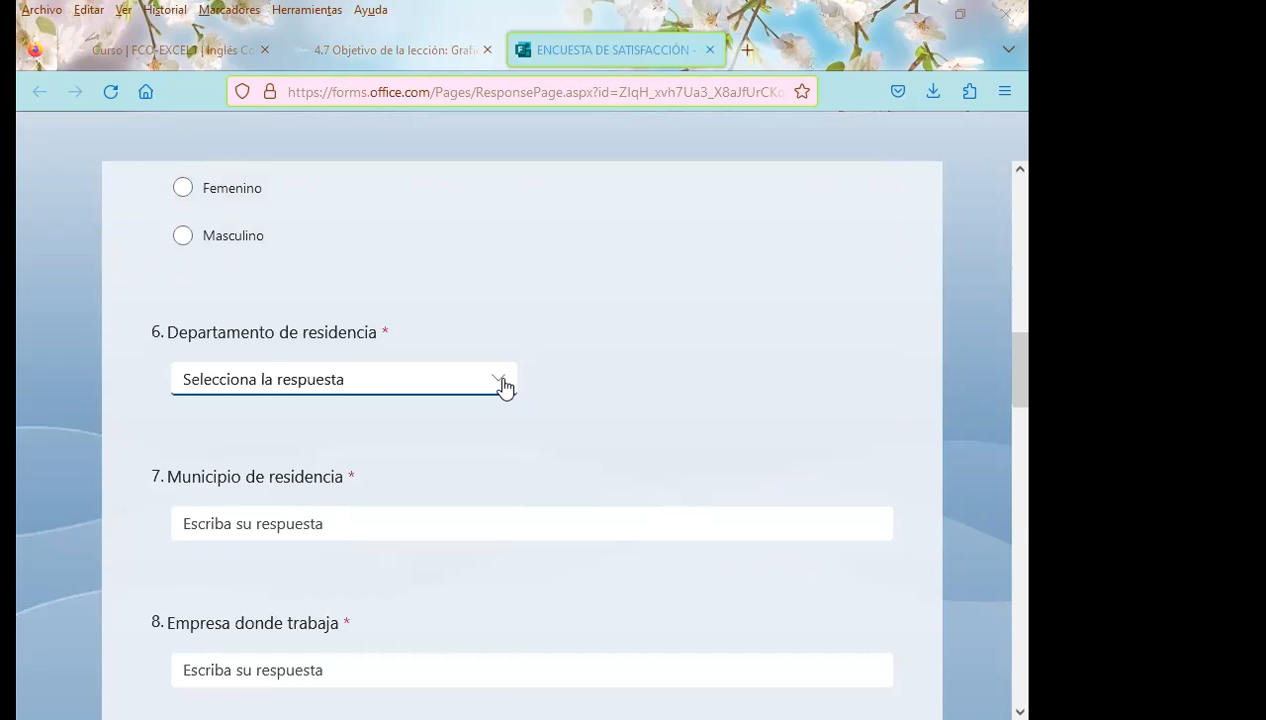 Archivo Editar Ver Historial Marcadores Herramientas Ayuda
Curso | FCO-EXCEL1 | Inglés Co
4.7 Objetivo de la lección: Grafic
ENCUESTA DE SATISFACCIÓN -
https://forms.office.com/Pages/ResponsePage.aspx?id=ZIqH_xvh7Ua3_X8aJfUrCKo
Femenino
Masculino
6. Departamento de residencia *
Selecciona la respuesta
7. Municipio de residencia *
Escriba su respuesta
8. Empresa donde trabaja *
Escriba su respuesta